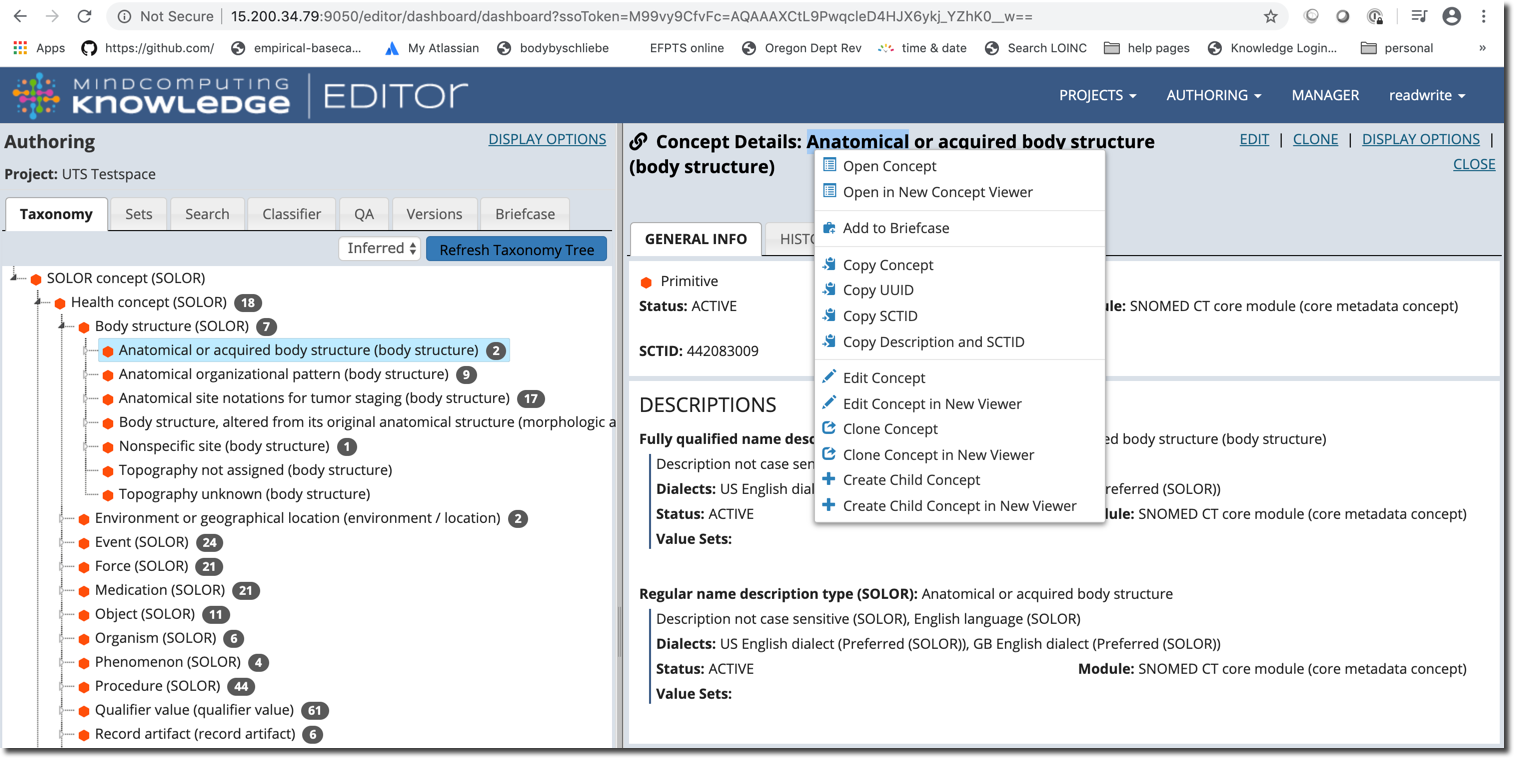 Not Secure | 15.200.34.79:9050/editor/dashboard/dashboard?ssoToken=M99vy9CfvFc=AQAAAXCtL9PwqcleD4HJX6ykj_YZhK0__w==
Apps https://github.com/ empirical-baseca... My Atlassian bodybyschliebe EFPTS online Oregon Dept Rev time & date Search LOINC help pages Knowledge Login... personal »
MINDCOMPUTING
KNOWLEDGE | EDITOR PROJECTS AUTHORING MANAGER readwrite
Authoring DISPLAY OPTIONS
Project: UTS Testspace
Taxonomy Sets Search Classifier QA Versions Briefcase
Inferred Refresh Taxonomy Tree
SOLOR concept (SOLOR)
Health concept (SOLOR) 18
Body structure (SOLOR) 7
Anatomical or acquired body structure (body structure) 2
Anatomical organizational pattern (body structure) 9
Anatomical site notations for tumor staging (body structure) 17
Body structure, altered from its original anatomical structure (morphologic a
Nonspecific site (body structure) 1
Topography not assigned (body structure)
Topography unknown (body structure)
Environment or geographical location (environment / location) 2
Event (SOLOR) 24
Force (SOLOR) 21
Medication (SOLOR) 21
Object (SOLOR) 11
Organism (SOLOR) 6
Phenomenon (SOLOR) 4
Procedure (SOLOR) 44
Qualifier value (qualifier value) 61
Record artifact (record artifact) 6
Concept Details: Anatomical or acquired body structure
(body structure)
EDIT | CLONE | DISPLAY OPTIONS |
CLOSE
GENERAL INFO HISTO
Primitive
Status: ACTIVE ule: SNOMED CT core module (core metadata concept)
SCTID: 442083009
Open Concept
Open in New Concept Viewer
Add to Briefcase
Copy Concept
Copy UUID
Copy SCTID
Copy Description and SCTID
Edit Concept
Edit Concept in New Viewer
Clone Concept
Clone Concept in New Viewer
Create Child Concept
Create Child Concept in New Viewer
DESCRIPTIONS
Fully qualified name desc ed body structure (body structure)
Description not case sen
Dialects: US English dial referred (SOLOR))
Status: ACTIVE dule: SNOMED CT core module (core metadata concept)
Value Sets:
Regular name description type (SOLOR): Anatomical or acquired body structure
Description not case sensitive (SOLOR), English language (SOLOR)
Dialects: US English dialect (Preferred (SOLOR)), GB English dialect (Preferred (SOLOR))
Status: ACTIVE Module: SNOMED CT core module (core metadata concept)
Value Sets: